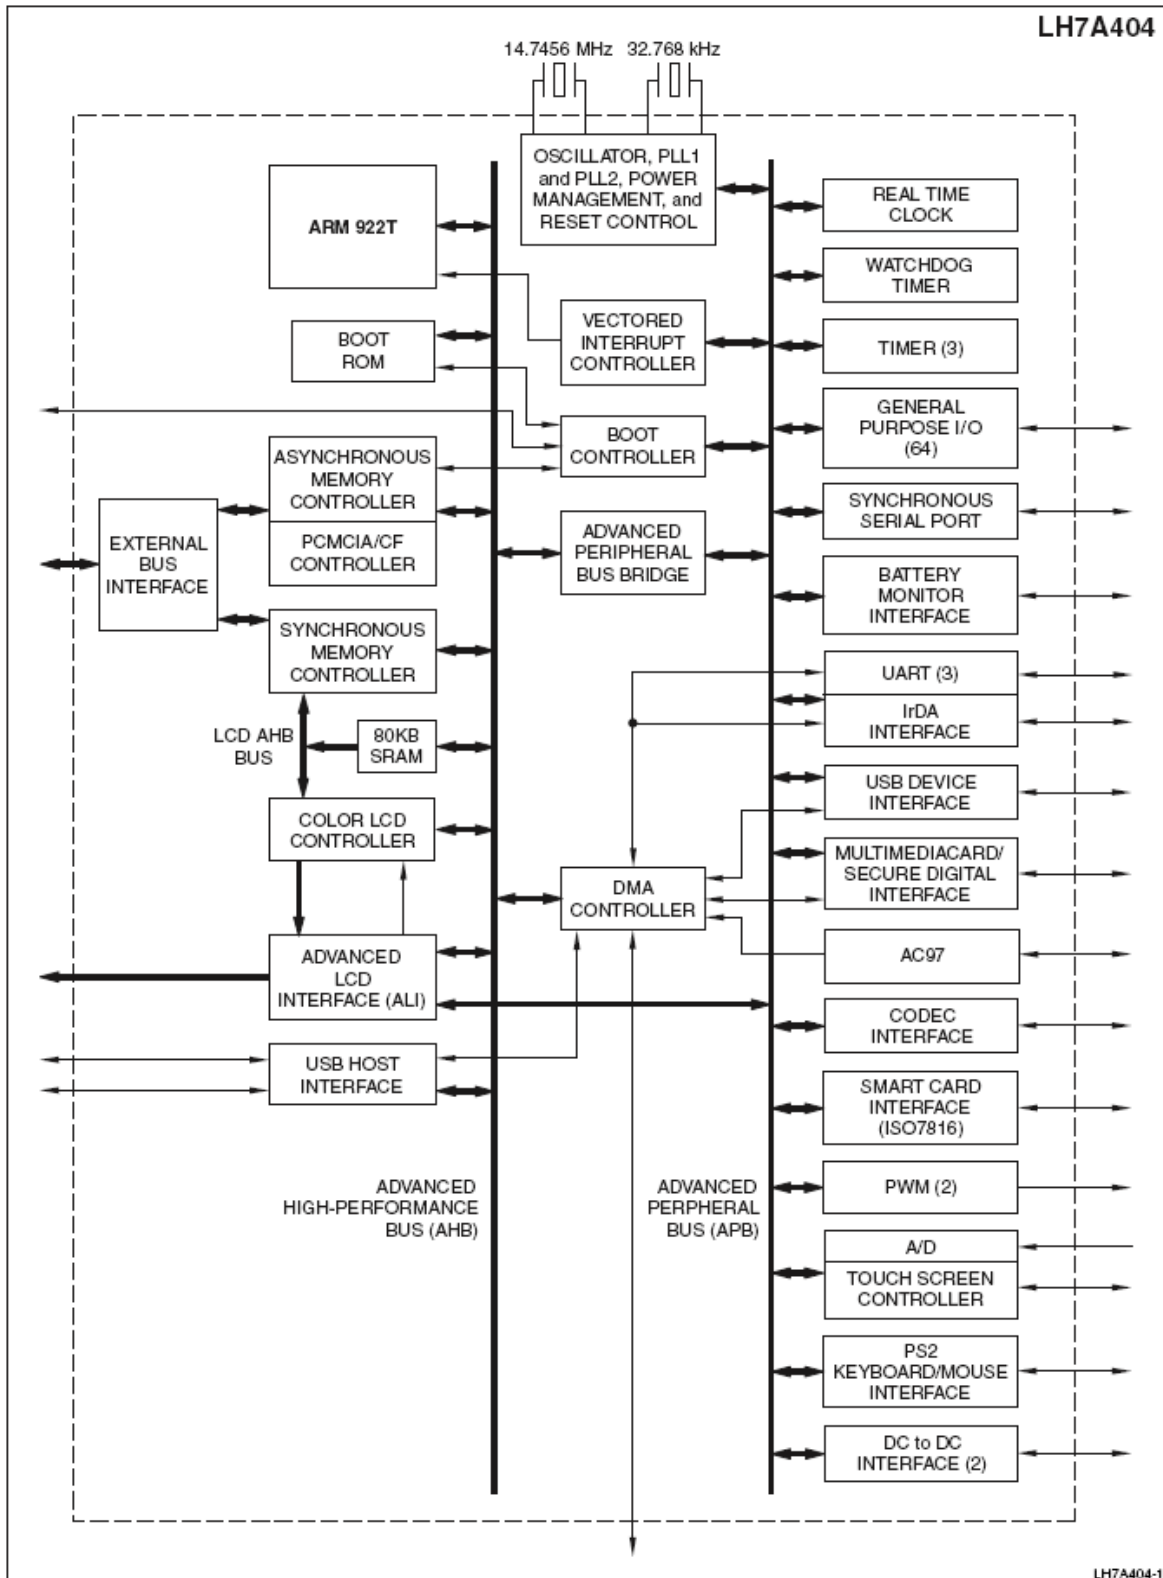 LH7A404
14.7456 MHz
32.768 kHz
OSCILLATOR, PLL1
and PLL2, POWER
MANAGEMENT, and
RESET CONTROL
ARM 922T
REAL TIME
CLOCK
WATCHDOG
TIMER
VECTORED
INTERRUPT
CONTROLLER
BOOT
ROM
TIMER (3)
GENERAL
PURPOSE I/O
(64)
BOOT
CONTROLLER
ASYNCHRONOUS
MEMORY
CONTROLLER
SYNCHRONOUS
SERIAL PORT
EXTERNAL
BUS
INTERFACE
PCMCIA/CF
CONTROLLER
ADVANCED
PERIPHERAL
BUS BRIDGE
BATTERY
MONITOR
INTERFACE
SYNCHRONOUS
MEMORY
CONTROLLER
UART (3)
IrDA
INTERFACE
LCD AHB
BUS
80KB
SRAM
USB DEVICE
INTERFACE
COLOR LCD
CONTROLLER
MULTIMEDIACARD/
SECURE DIGITAL
INTERFACE
DMA
CONTROLLER
ADVANCED
LCD
INTERFACE (ALI)
AC97
CODEC
INTERFACE
USB HOST
INTERFACE
SMART CARD
INTERFACE
(ISO7816)
ADVANCED
HIGH-PERFORMANCE
BUS (AHB)
ADVANCED
PERPHERAL
BUS (APB)
PWM (2)
A/D
TOUCH SCREEN
CONTROLLER
PS2
KEYBOARD/MOUSE
INTERFACE
DC to DC
INTERFACE (2)
LH7A404-1